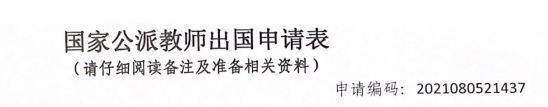 国家公派教师出国申请表
（请仔细阅读备注及准备相关资料）
申请编码：2021080521437